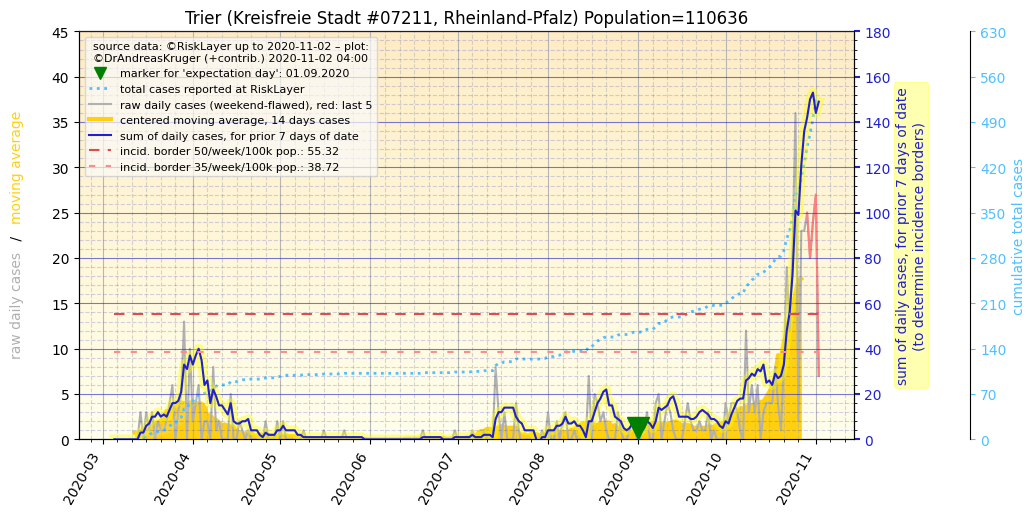 Trier (Kreisfreie Stadt #07211, Rheinland-Pfalz) Population=110636
source data: ©RiskLayer up to 2020-11-02 – plot:
©DrAndreasKruger (+contrib.) 2020-11-02 04:00
marker for 'expectation day': 01.09.2020
total cases reported at RiskLayer
raw daily cases (weekend-flawed), red: last 5
centered moving average, 14 days cases
sum of daily cases, for prior 7 days of date
incid. border 50/week/100k pop.: 55.32
incid. border 35/week/100k pop.: 38.72
raw daily cases / moving average
45
40
35
30
25
20
15
10
5
0
180
160
140
120
100
80
60
40
20
0
sum of daily cases, for prior 7 days of date
(to determine incidence borders)
630
560
490
420
350
280
210
140
70
0
cumulative total cases
2020-03
2020-04
2020-05
2020-06
2020-07
2020-08
2020-09
2020-10
2020-11